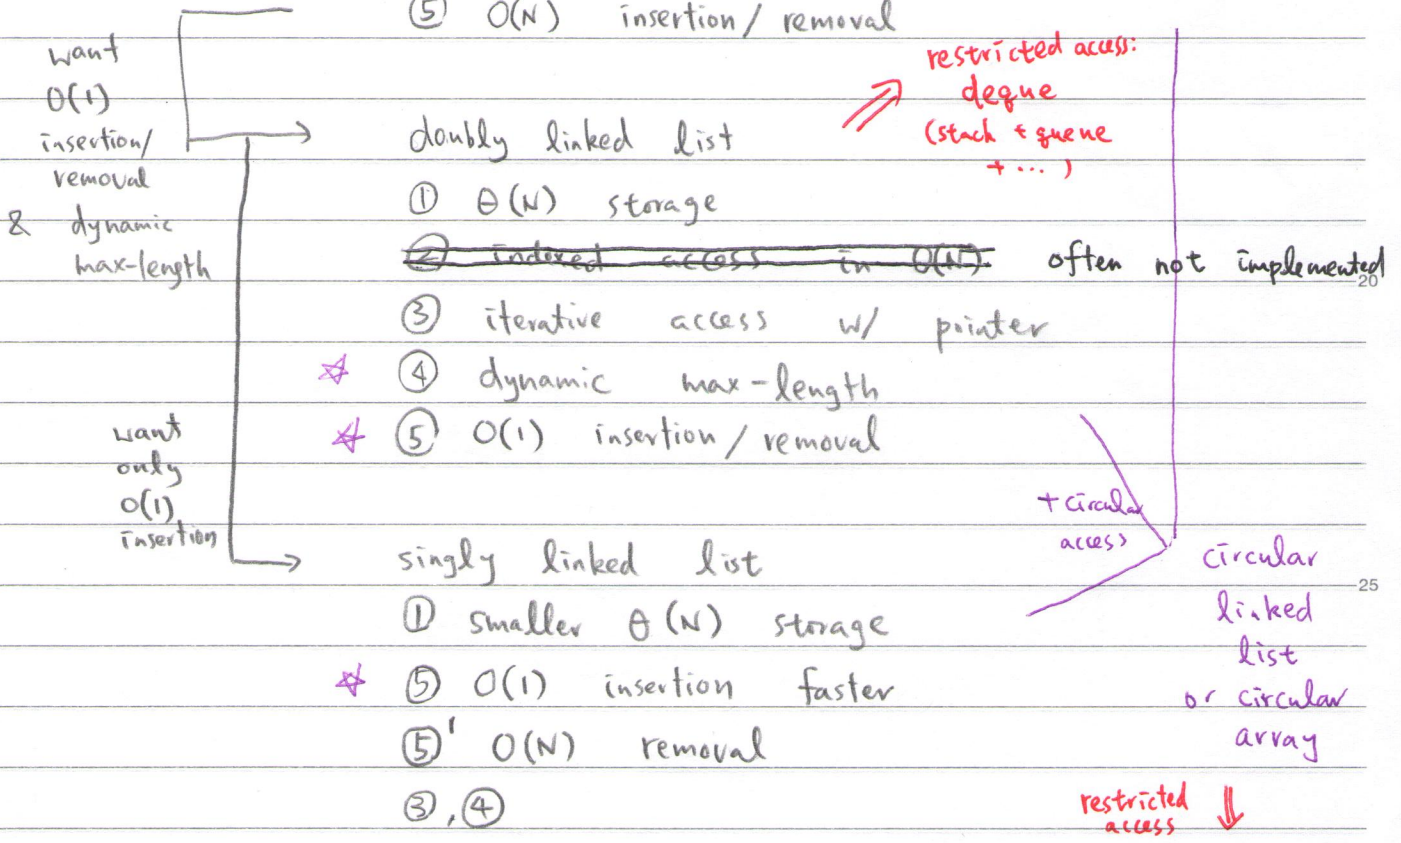 ⑤ O(N) insertion / removal
want
O(1)
insertion/
removal
& dynamic
max-length
restricted access:
deque
(stack & queue
+ ... )
doubly linked list
① θ(N) storage
② indexed access in O(N) often not implemented
20
③ iterative access w/ pointer
☆ ④ dynamic max-length
☆ ⑤ O(1) insertion / removal
want
only
O(1)
insertion
+ circular
access
circular
linked
list
or circular
array
singly linked list
25
① smaller θ(N) storage
☆ ⑤ O(1) insertion faster
⑤' O(N) removal
③, ④
restricted
access